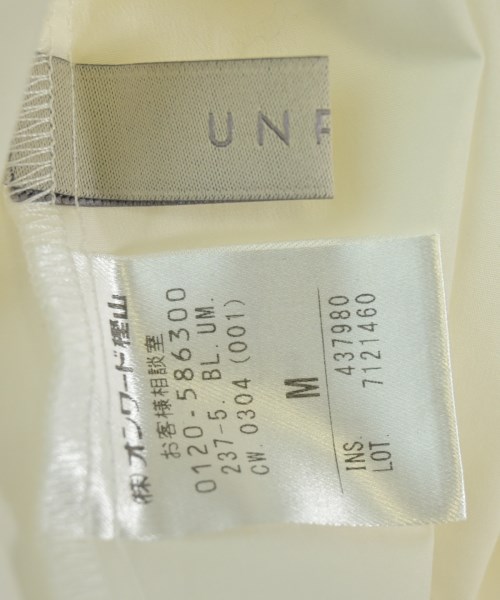 UNF
㈱オンワード樫山
お客様相談室
0120-586300
237-5. BL. UM.
CW. 0304 (001)
M
INS. 437980
LOT. 7121460